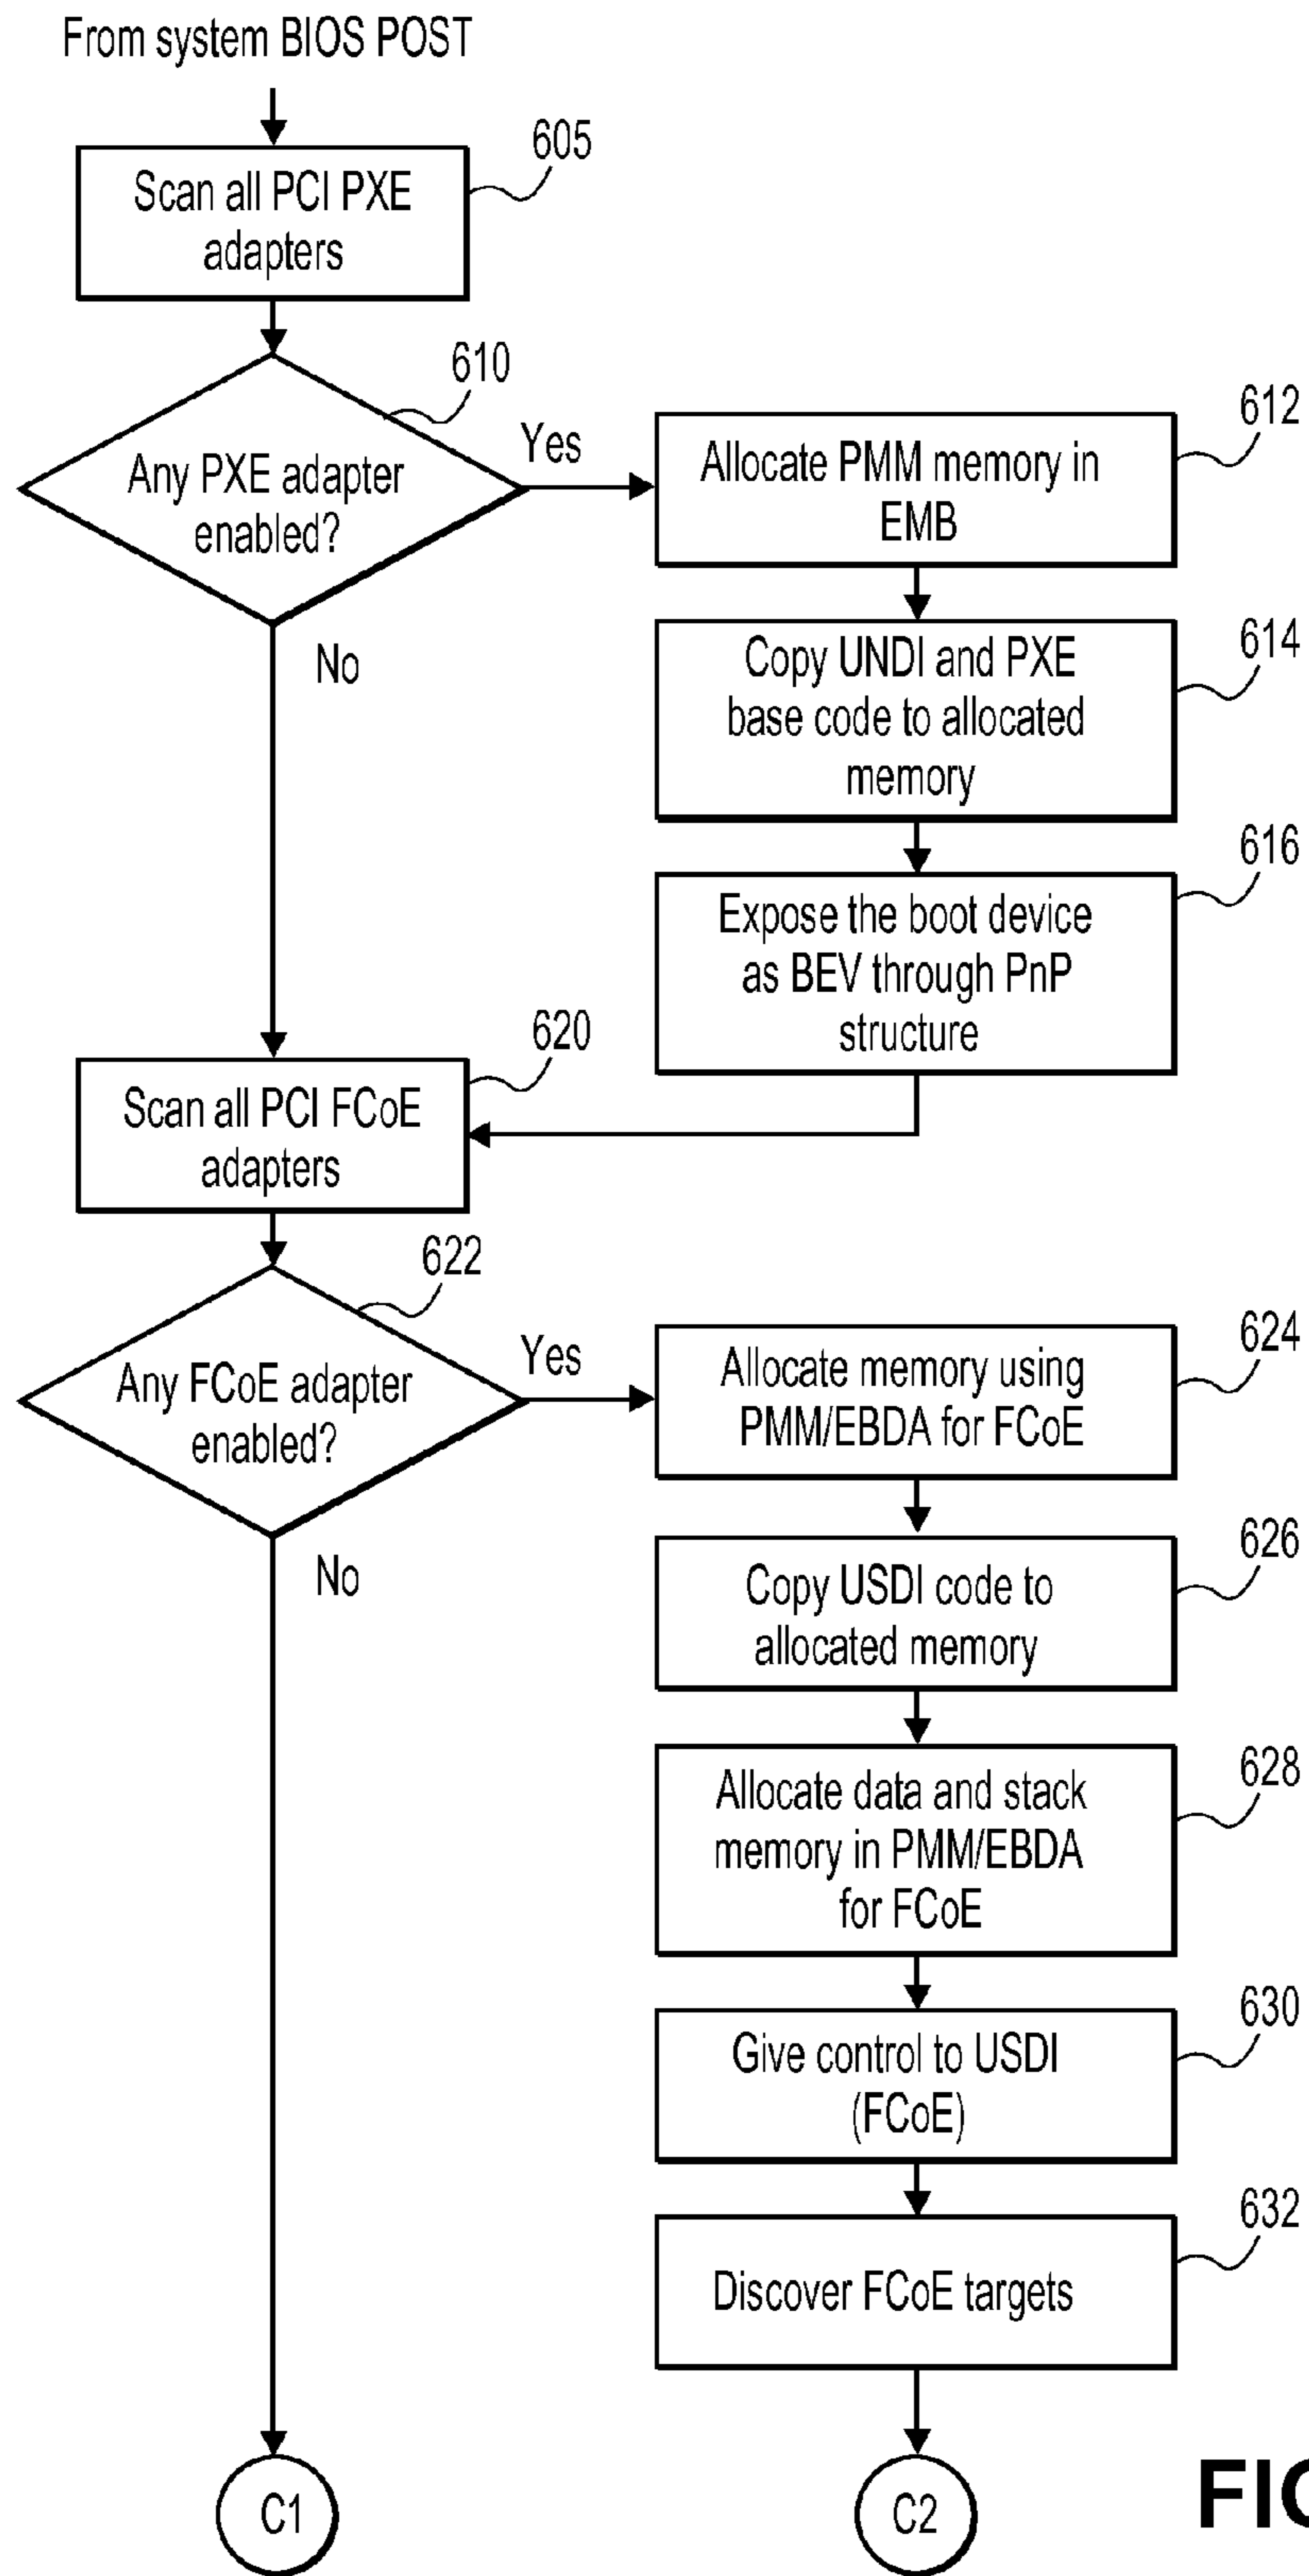 From system BIOS POST
605
Scan all PCI PXE
adapters
610
Any PXE adapter
enabled?
Yes
No
612
Allocate PMM memory in
EMB
614
Copy UNDI and PXE
base code to allocated
memory
616
Expose the boot device
as BEV through PnP
structure
620
Scan all PCI FCoE
adapters
622
Any FCoE adapter
enabled?
Yes
No
624
Allocate memory using
PMM/EBDA for FCoE
626
Copy USDI code to
allocated memory
628
Allocate data and stack
memory in PMM/EBDA
for FCoE
630
Give control to USDI
(FCoE)
632
Discover FCoE targets
C1
C2